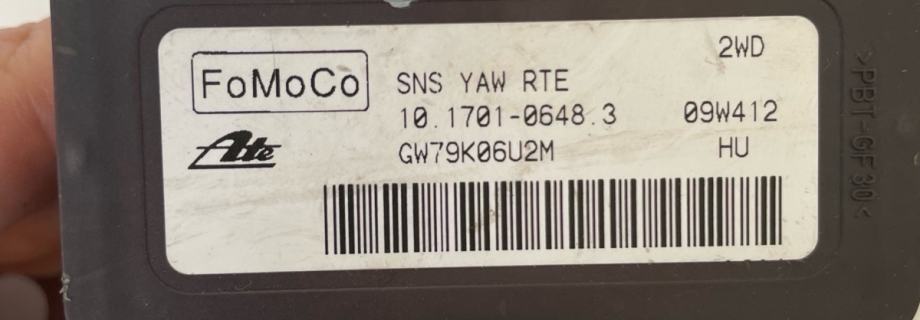 2WD
FoMoCo SNS YAW RTE
10.1701-0648.3 09W412
Ate GW79K06U2M HU
>PBT-GF30<